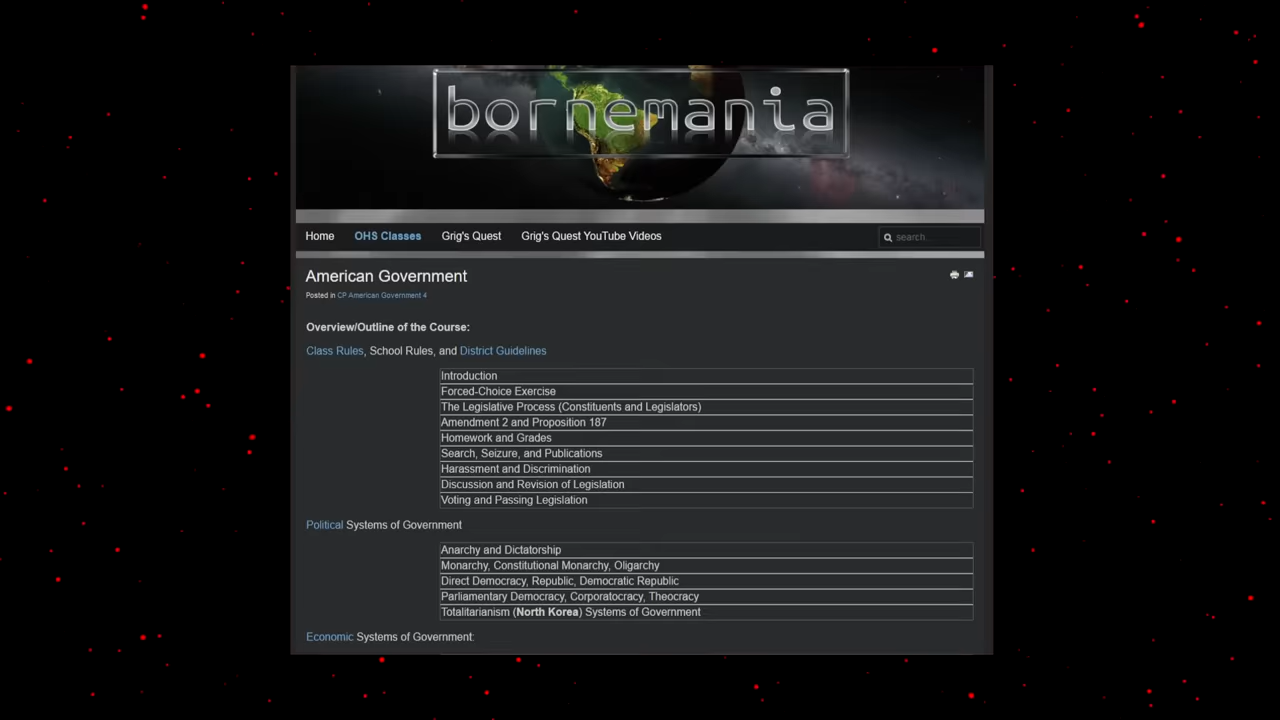 bornemania
Home OHS Classes Grig's Quest Grig's Quest YouTube Videos search...
American Government
Posted in CP American Government 4
Overview/Outline of the Course:
Class Rules, School Rules, and District Guidelines
Introduction
Forced-Choice Exercise
The Legislative Process (Constituents and Legislators)
Amendment 2 and Proposition 187
Homework and Grades
Search, Seizure, and Publications
Harassment and Discrimination
Discussion and Revision of Legislation
Voting and Passing Legislation
Political Systems of Government
Anarchy and Dictatorship
Monarchy, Constitutional Monarchy, Oligarchy
Direct Democracy, Republic, Democratic Republic
Parliamentary Democracy, Corporatocracy, Theocracy
Totalitarianism (North Korea) Systems of Government
Economic Systems of Government: